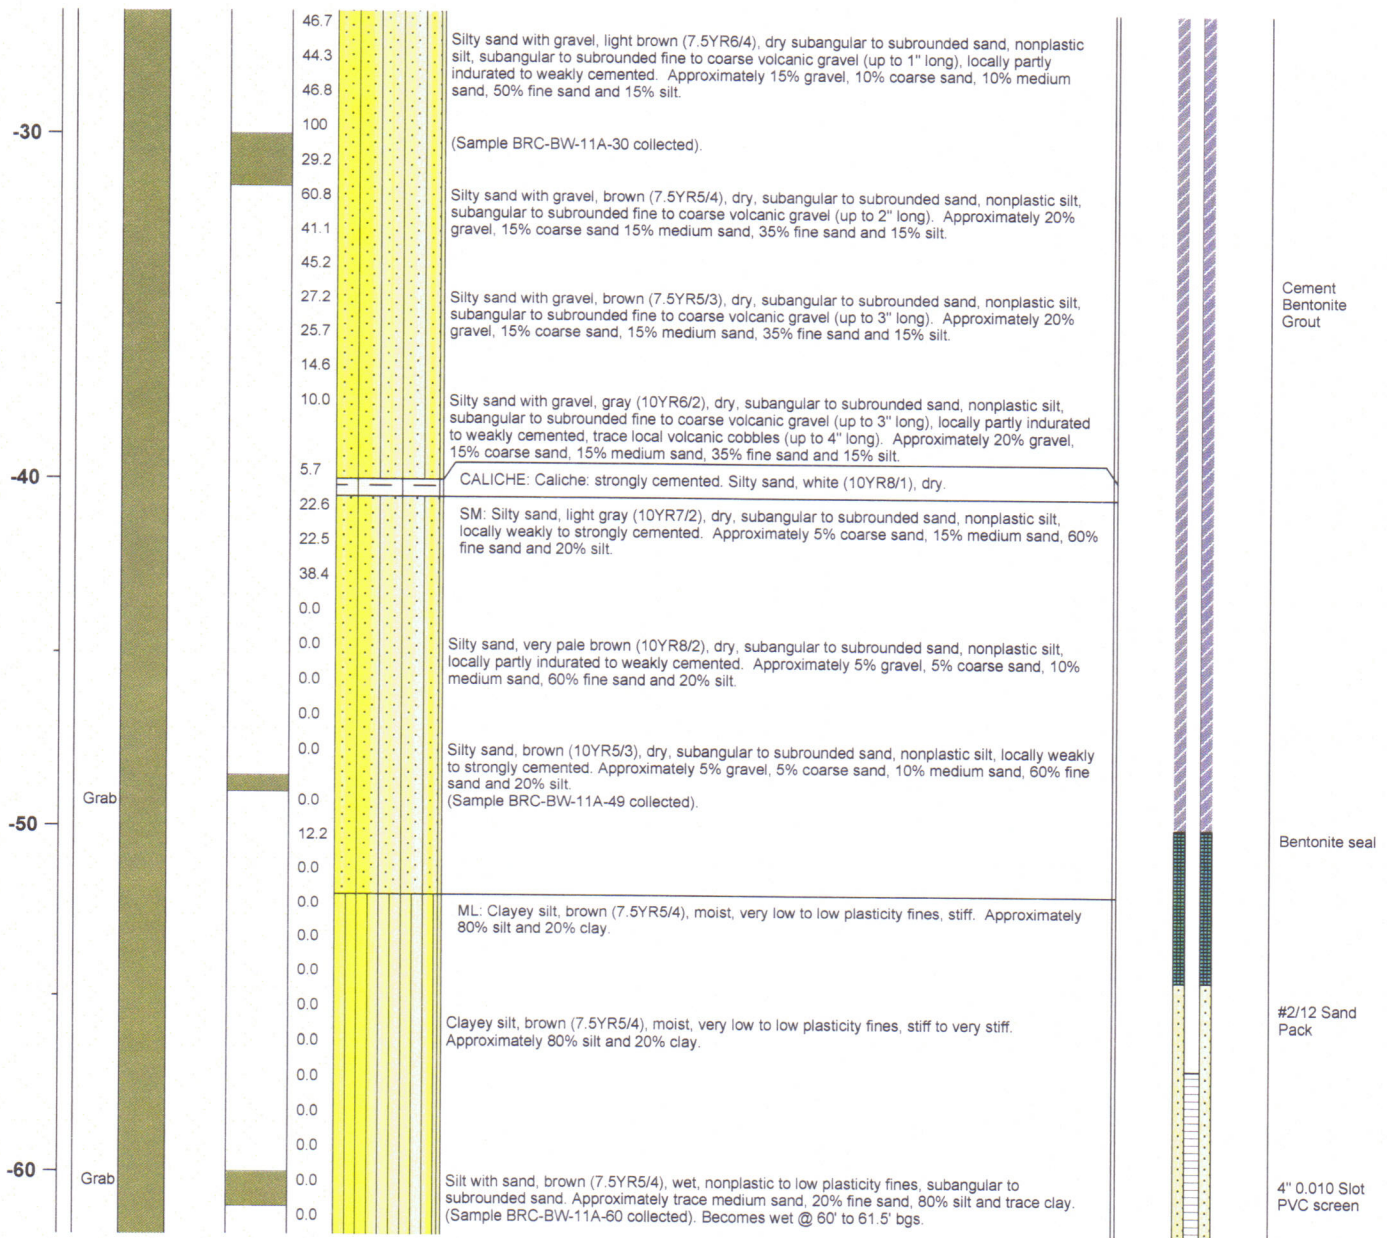 46.7
Silty sand with gravel, light brown (7.5YR6/4), dry subangular to subrounded sand, nonplastic
44.3
silt, subangular to subrounded fine to coarse volcanic gravel (up to 1" long), locally partly
indurated to weakly cemented. Approximately 15% gravel, 10% coarse sand, 10% medium
46.8
sand, 50% fine sand and 15% silt.
100
-30
(Sample BRC-BW-11A-30 collected).
29.2
60.8
Silty sand with gravel, brown (7.5YR5/4), dry, subangular to subrounded sand, nonplastic silt,
subangular to subrounded fine to coarse volcanic gravel (up to 2" long). Approximately 20%
41.1
gravel, 15% coarse sand 15% medium sand, 35% fine sand and 15% silt.
45.2
27.2
Silty sand with gravel, brown (7.5YR5/3), dry, subangular to subrounded sand, nonplastic silt,
subangular to subrounded fine to coarse volcanic gravel (up to 3" long). Approximately 20%
25.7
gravel, 15% coarse sand, 15% medium sand, 35% fine sand and 15% silt.
Cement
Bentonite
Grout
14.6
10.0
Silty sand with gravel, gray (10YR6/2), dry, subangular to subrounded sand, nonplastic silt,
subangular to subrounded fine to coarse volcanic gravel (up to 3" long), locally partly indurated
to weakly cemented, trace local volcanic cobbles (up to 4" long). Approximately 20% gravel,
15% coarse sand, 15% medium sand, 35% fine sand and 15% silt.
5.7
-40
CALICHE: Caliche: strongly cemented. Silty sand, white (10YR8/1), dry.
22.6
SM: Silty sand, light gray (10YR7/2), dry, subangular to subrounded sand, nonplastic silt,
22.5
locally weakly to strongly cemented. Approximately 5% coarse sand, 15% medium sand, 60%
fine sand and 20% silt.
38.4
0.0
0.0
Silty sand, very pale brown (10YR8/2), dry, subangular to subrounded sand, nonplastic silt,
locally partly indurated to weakly cemented. Approximately 5% gravel, 5% coarse sand, 10%
0.0
medium sand, 60% fine sand and 20% silt.
0.0
0.0
Silty sand, brown (10YR5/3), dry, subangular to subrounded sand, nonplastic silt, locally weakly
to strongly cemented. Approximately 5% gravel, 5% coarse sand, 10% medium sand, 60% fine
sand and 20% silt.
Grab
0.0
(Sample BRC-BW-11A-49 collected).
-50
12.2
Bentonite seal
0.0
0.0
ML: Clayey silt, brown (7.5YR5/4), moist, very low to low plasticity fines, stiff. Approximately
80% silt and 20% clay.
0.0
0.0
0.0
#2/12 Sand
Pack
Clayey silt, brown (7.5YR5/4), moist, very low to low plasticity fines, stiff to very stiff.
0.0
Approximately 80% silt and 20% clay.
0.0
0.0
0.0
-60
Grab
0.0
Silt with sand, brown (7.5YR5/4), wet, nonplastic to low plasticity fines, subangular to
subrounded sand. Approximately trace medium sand, 20% fine sand, 80% silt and trace clay.
0.0
(Sample BRC-BW-11A-60 collected). Becomes wet @ 60' to 61.5' bgs.
4" 0.010 Slot
PVC screen